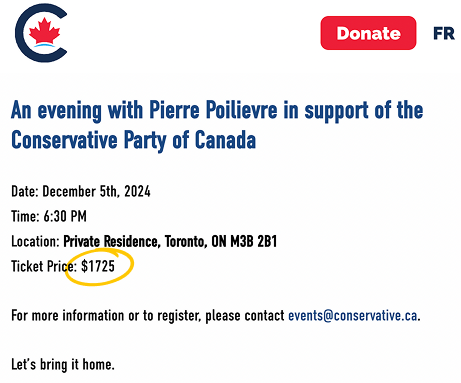 Donate FR
An evening with Pierre Poilievre in support of the
Conservative Party of Canada
Date: December 5th, 2024
Time: 6:30 PM
Location: Private Residence, Toronto, ON M3B 2B1
Ticket Price: $1725
For more information or to register, please contact events@conservative.ca.
Let's bring it home.